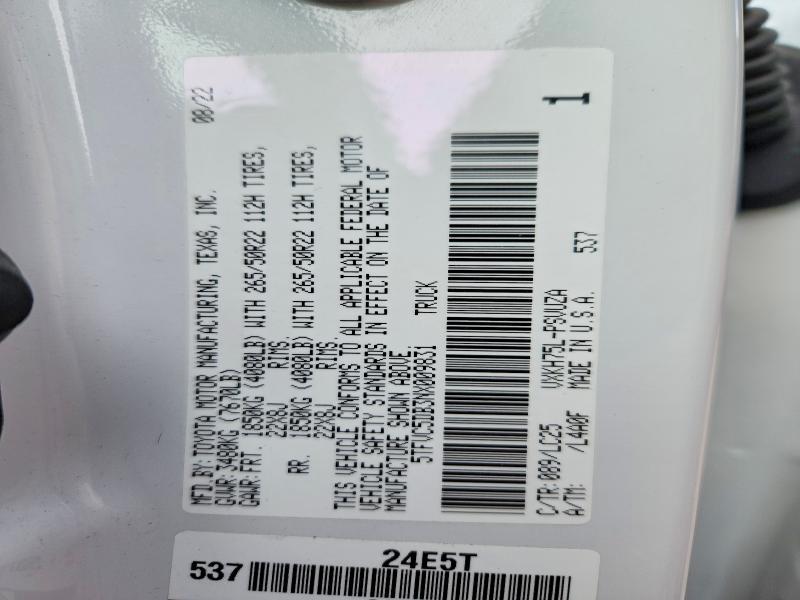 MFD.BY:TOYOTA MOTOR MANUFACTURING, TEXAS, INC. 08/22
GVWR:3480KG (7670LB)
GAWR:FRT. 1850KG (4080LB) WITH 265/50R22 112H TIRES,
22X8J RIMS.
RR. 1850KG (4080LB) WITH 265/50R22 112H TIRES,
22X8J RIMS.
THIS VEHICLE CONFORMS TO ALL APPLICABLE FEDERAL MOTOR
VEHICLE SAFETY STANDARDS IN EFFECT ON THE DATE OF
MANUFACTURE SHOWN ABOVE.
5TFVC5DB3NX009831 TRUCK
1
C/TR:089/LC25 VXKH75L-PSVUZA
A/TM: /L4A0F MADE IN U.S.A. 537
24E5T
537